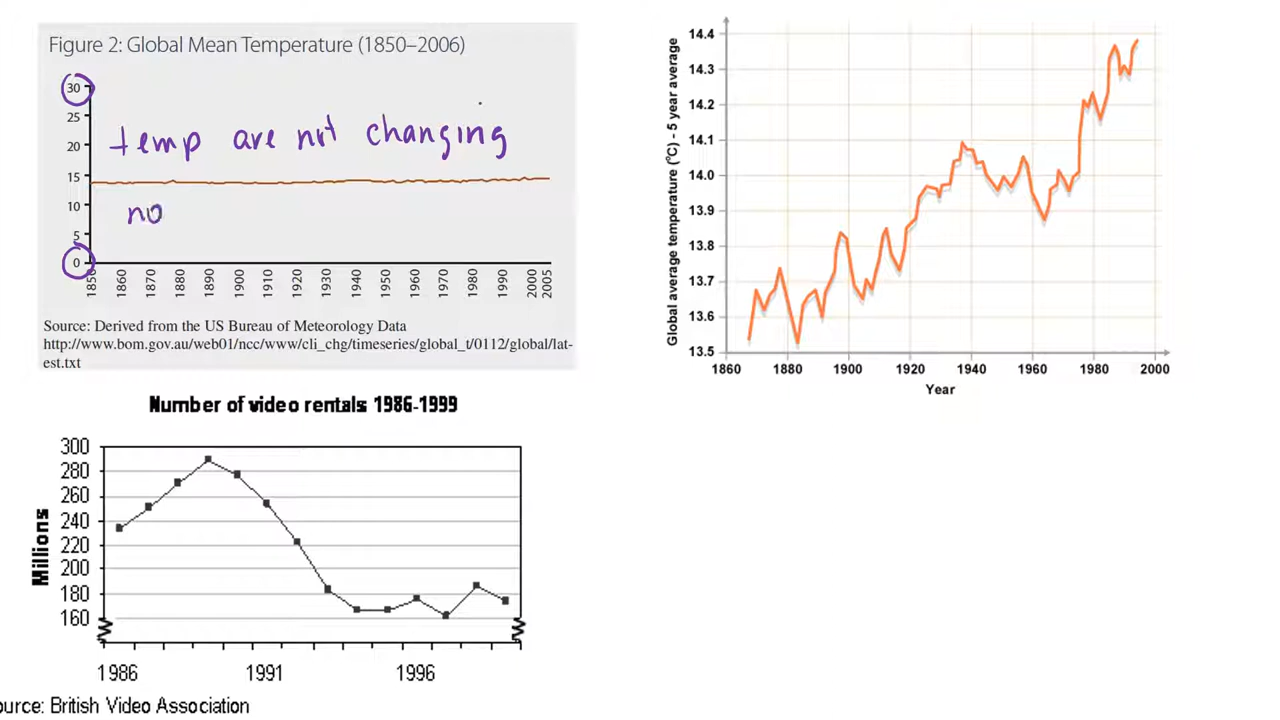 Figure 2: Global Mean Temperature (1850–2006)
30
25
20
15
10
5
0
temp are not changing
no
1850 1860 1870 1880 1890 1900 1910 1920 1930 1940 1950 1960 1970 1980 1990 2000 2005
Source: Derived from the US Bureau of Meteorology Data
http://www.bom.gov.au/web01/ncc/www/cli_chg/timeseries/global_t/0112/global/lat-
est.txt
Global average temperature (°C) - 5 year average
14.4
14.3
14.2
14.1
14.0
13.9
13.8
13.7
13.6
13.5
1860 1880 1900 1920 1940 1960 1980 2000
Year
Number of video rentals 1986-1999
Millions
300
280
260
240
220
200
180
160
1986 1991 1996
ource: British Video Association